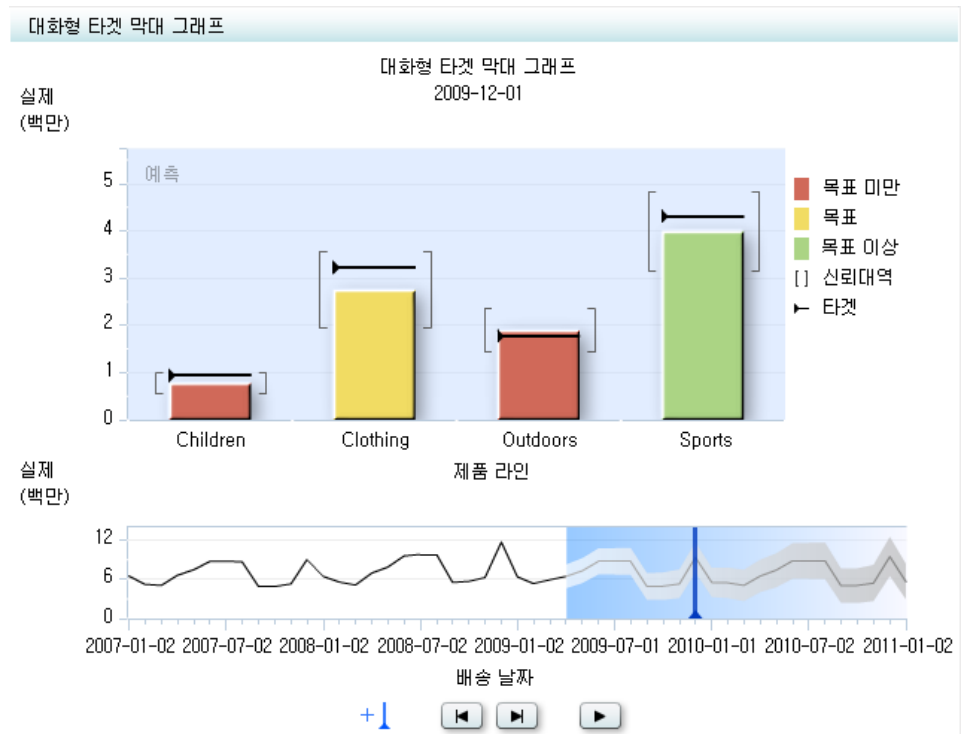 대화형 타겟 막대 그래프
대화형 타겟 막대 그래프
2009-12-01
실제
(백만)
예측
5
4
3
2
1
0
Children Clothing Outdoors Sports
제품 라인
목표 미만
목표
목표 이상
[ ] 신뢰대역
타겟
실제
(백만)
12
6
0
2007-01-02 2007-07-02 2008-01-02 2008-07-02 2009-01-02 2009-07-01 2010-01-01 2010-07-02 2011-01-02
배송 날짜